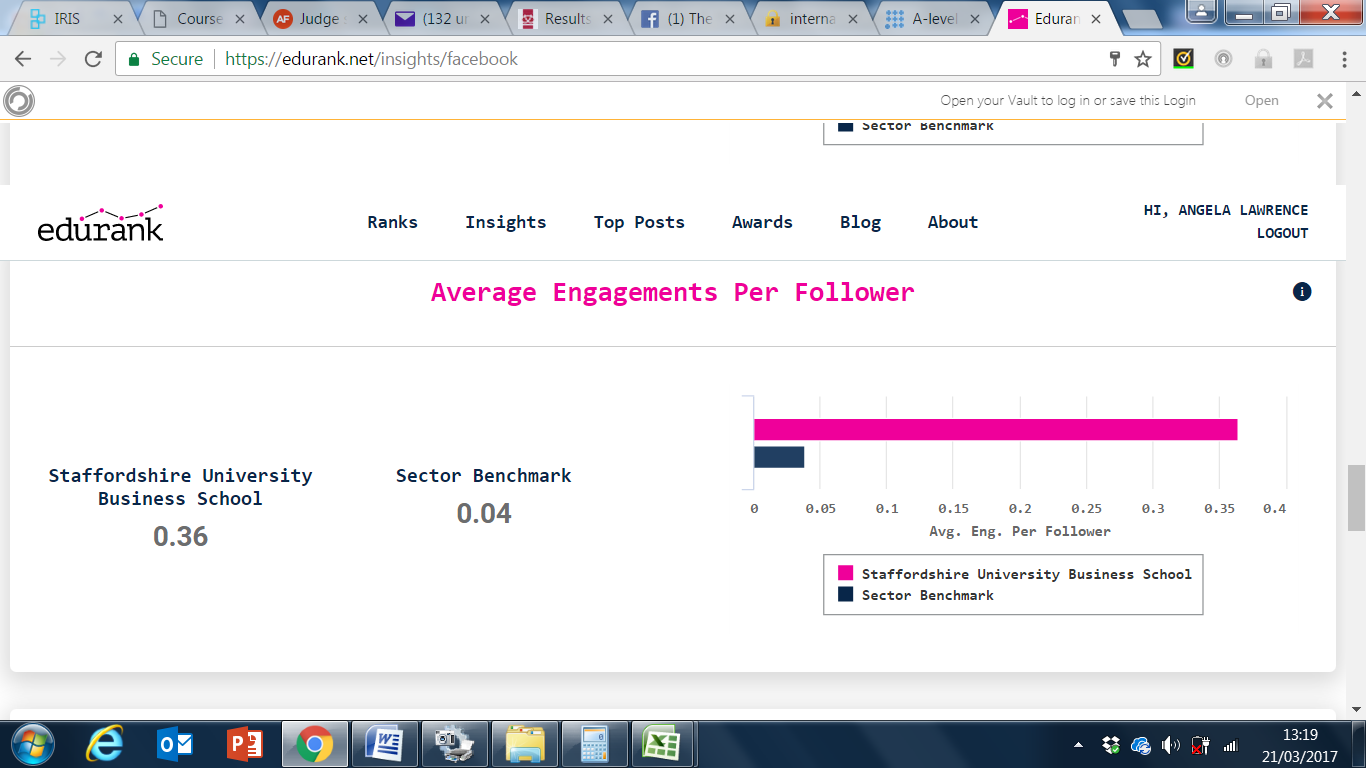 IRIS
Course
Judge
(132 u
Results
(1) The
interna
A-level
Eduran
Secure
https://edurank.net/insights/facebook
Open your Vault to log in or save this Login
Open
Sector Benchmark
edurank
Ranks
Insights
Top Posts
Awards
Blog
About
HI, ANGELA LAWRENCE
LOGOUT
Average Engagements Per Follower
i
Staffordshire University
Business School
0.36
Sector Benchmark
0.04
0 0.05 0.1 0.15 0.2 0.25 0.3 0.35 0.4
Avg. Eng. Per Follower
Staffordshire University Business School
Sector Benchmark
13:19
21/03/2017